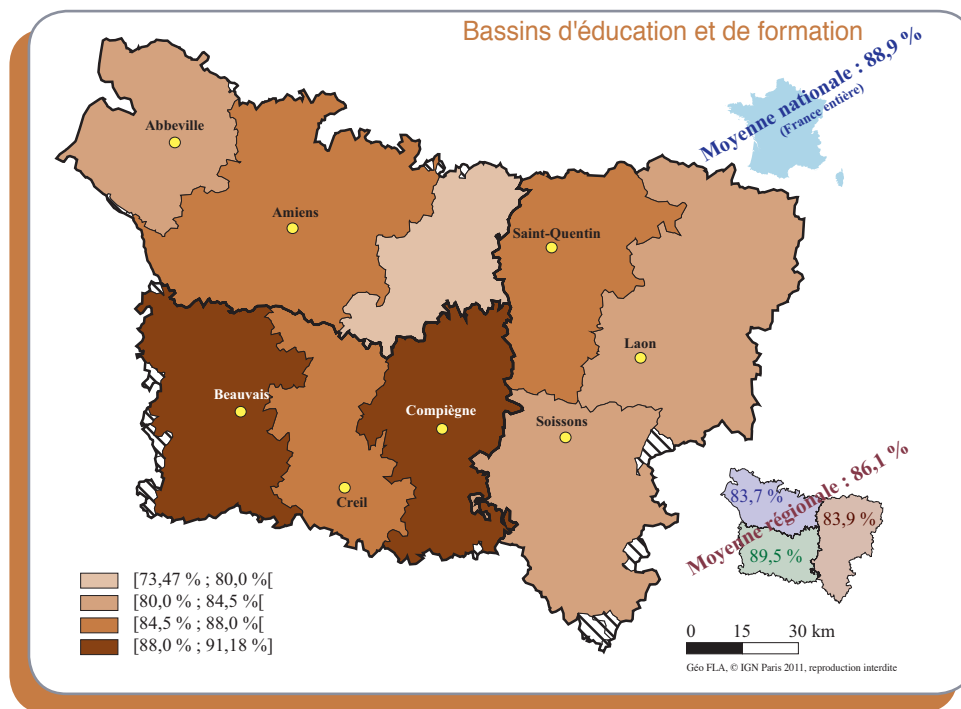 Bassins d'éducation et de formation
Moyenne nationale : 88,9 %
(France entière)
Abbeville
Amiens
Saint-Quentin
Laon
Beauvais
Compiègne
Soissons
Creil
Moyenne régionale : 86,1 %
83,7 %
83,9 %
89,5 %
[73,47 % ; 80,0 %[
[80,0 % ; 84,5 %[
[84,5 % ; 88,0 %[
[88,0 % ; 91,18 %]
0 15 30 km
Géo FLA, © IGN Paris 2011, reproduction interdite